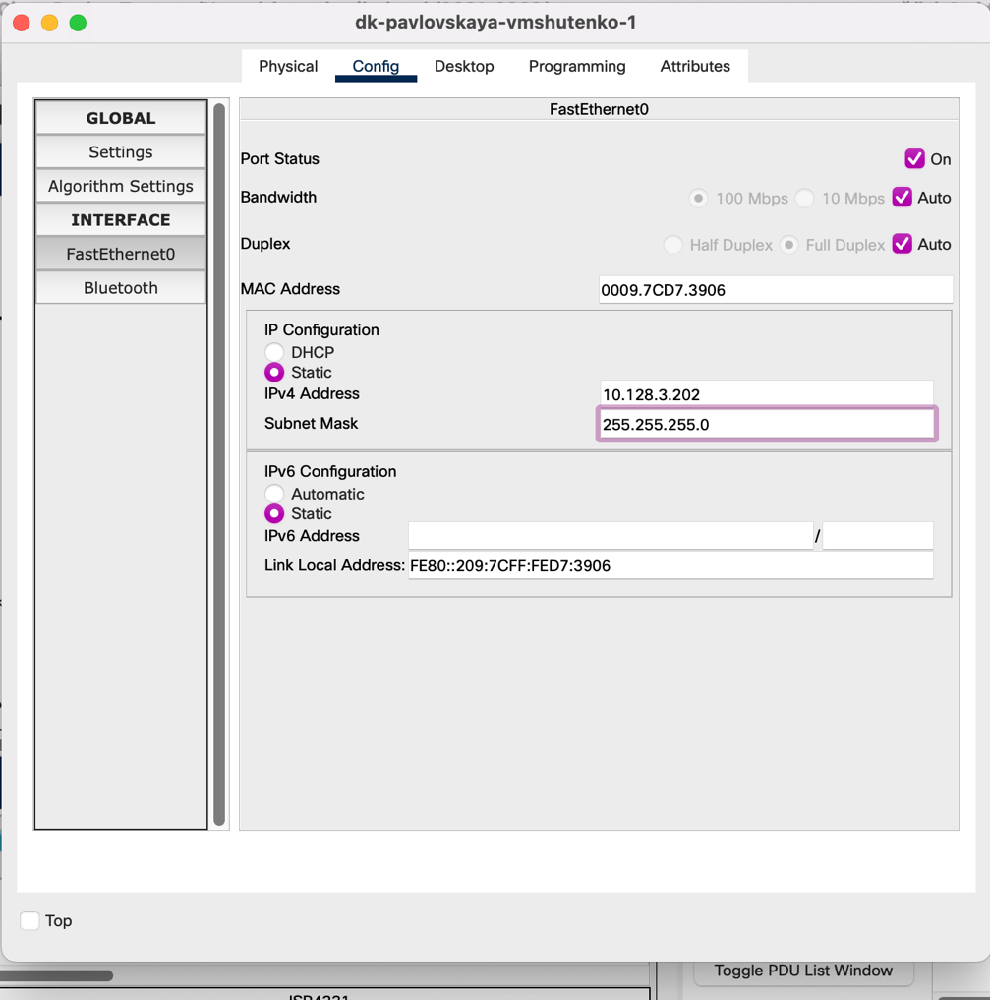 dk-pavlovskaya-vmshutenko-1
Physical Config Desktop Programming Attributes
GLOBAL
Settings
Algorithm Settings
INTERFACE
FastEthernet0
Bluetooth
FastEthernet0
Port Status On
Bandwidth 100 Mbps 10 Mbps Auto
Duplex Half Duplex Full Duplex Auto
MAC Address 0009.7CD7.3906
IP Configuration
DHCP
Static
IPv4 Address 10.128.3.202
Subnet Mask 255.255.255.0
IPv6 Configuration
Automatic
Static
IPv6 Address /
Link Local Address: FE80::209:7CFF:FED7:3906
Top
Toggle PDU List Window